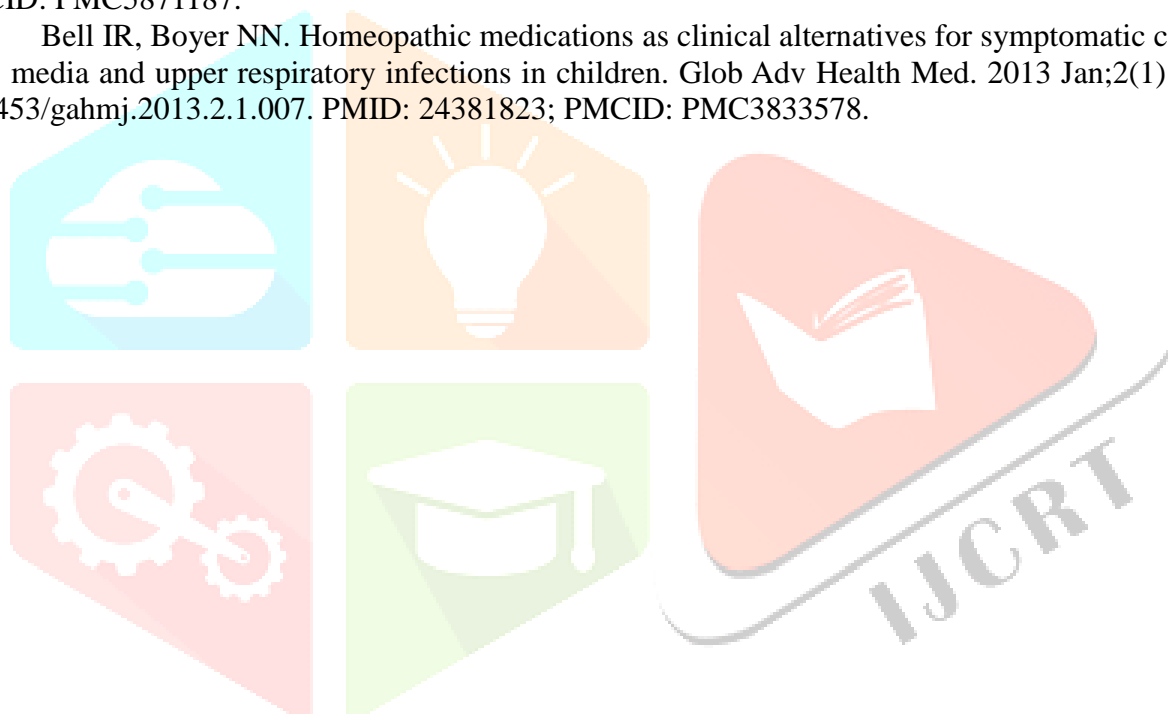 PMC5871187.
Bell IR, Boyer NN. Homeopathic medications as clinical alternatives for symptomatic
media and upper respiratory infections in children. Glob Adv Health Med. 2013 Jan;2(1)
453/gahmj.2013.2.1.007. PMID: 24381823; PMCID: PMC3833578.
IJCRT